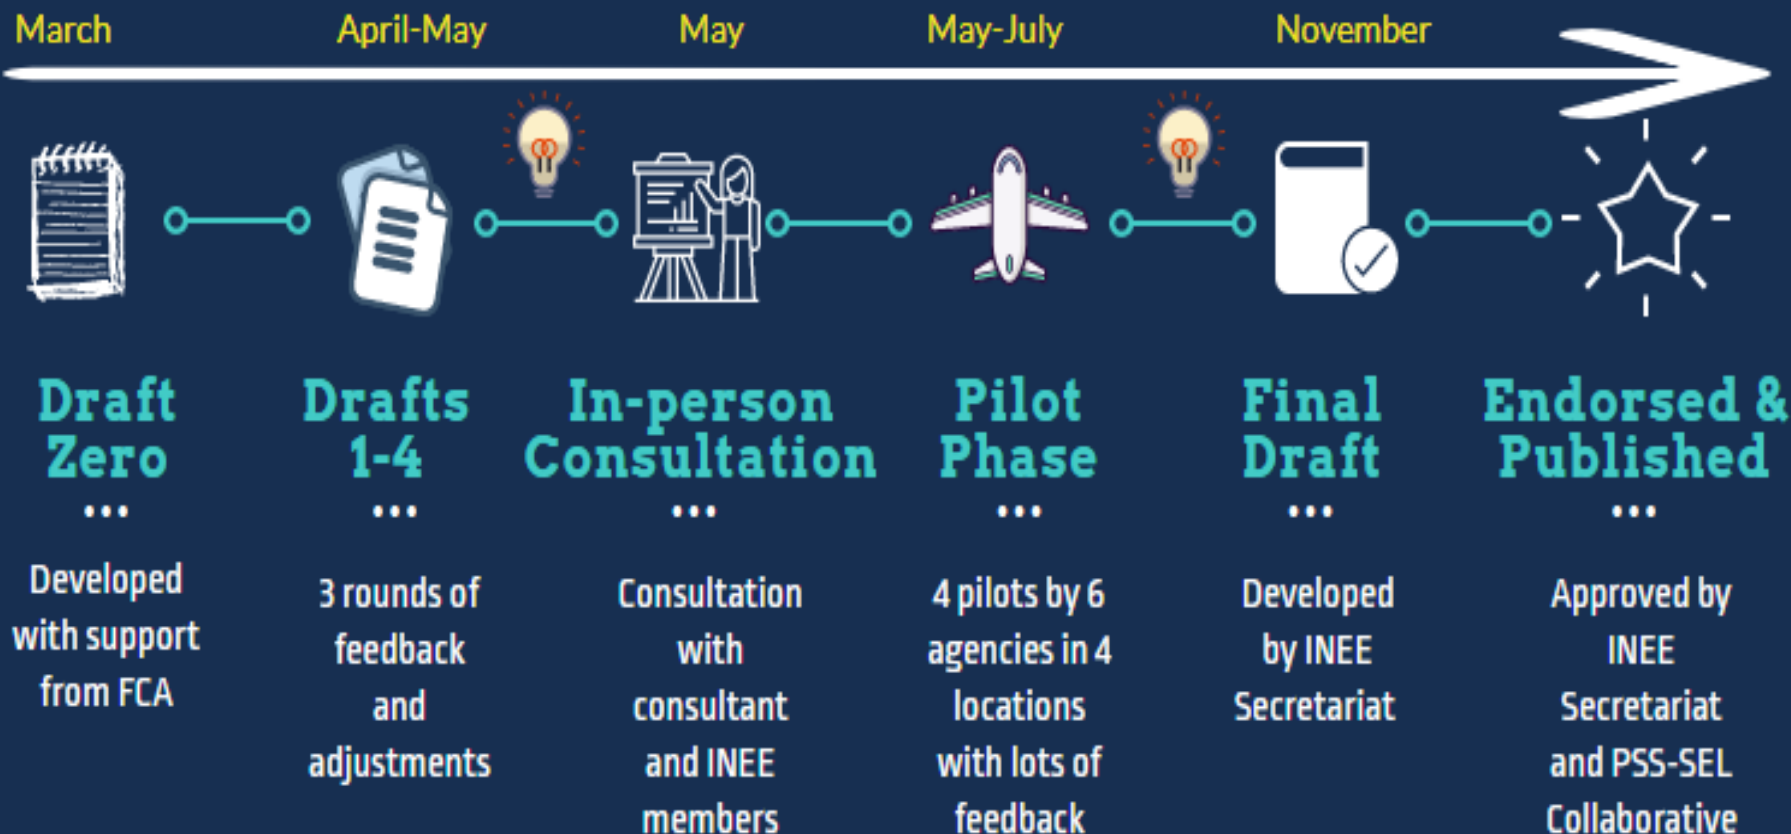 March
April-May
May
May-July
November
Draft
Zero
...
Developed
with support
from FCA
Drafts
1-4
...
3 rounds of
feedback
and
adjustments
In-person
Consultation
...
Consultation
with
consultant
and INEE
members
Pilot
Phase
...
4 pilots by 6
agencies in 4
locations
with lots of
feedback
Final
Draft
...
Developed
by INEE
Secretariat
Endorsed &
Published
...
Approved by
INEE
Secretariat
and PSS-SEL
Collaborative